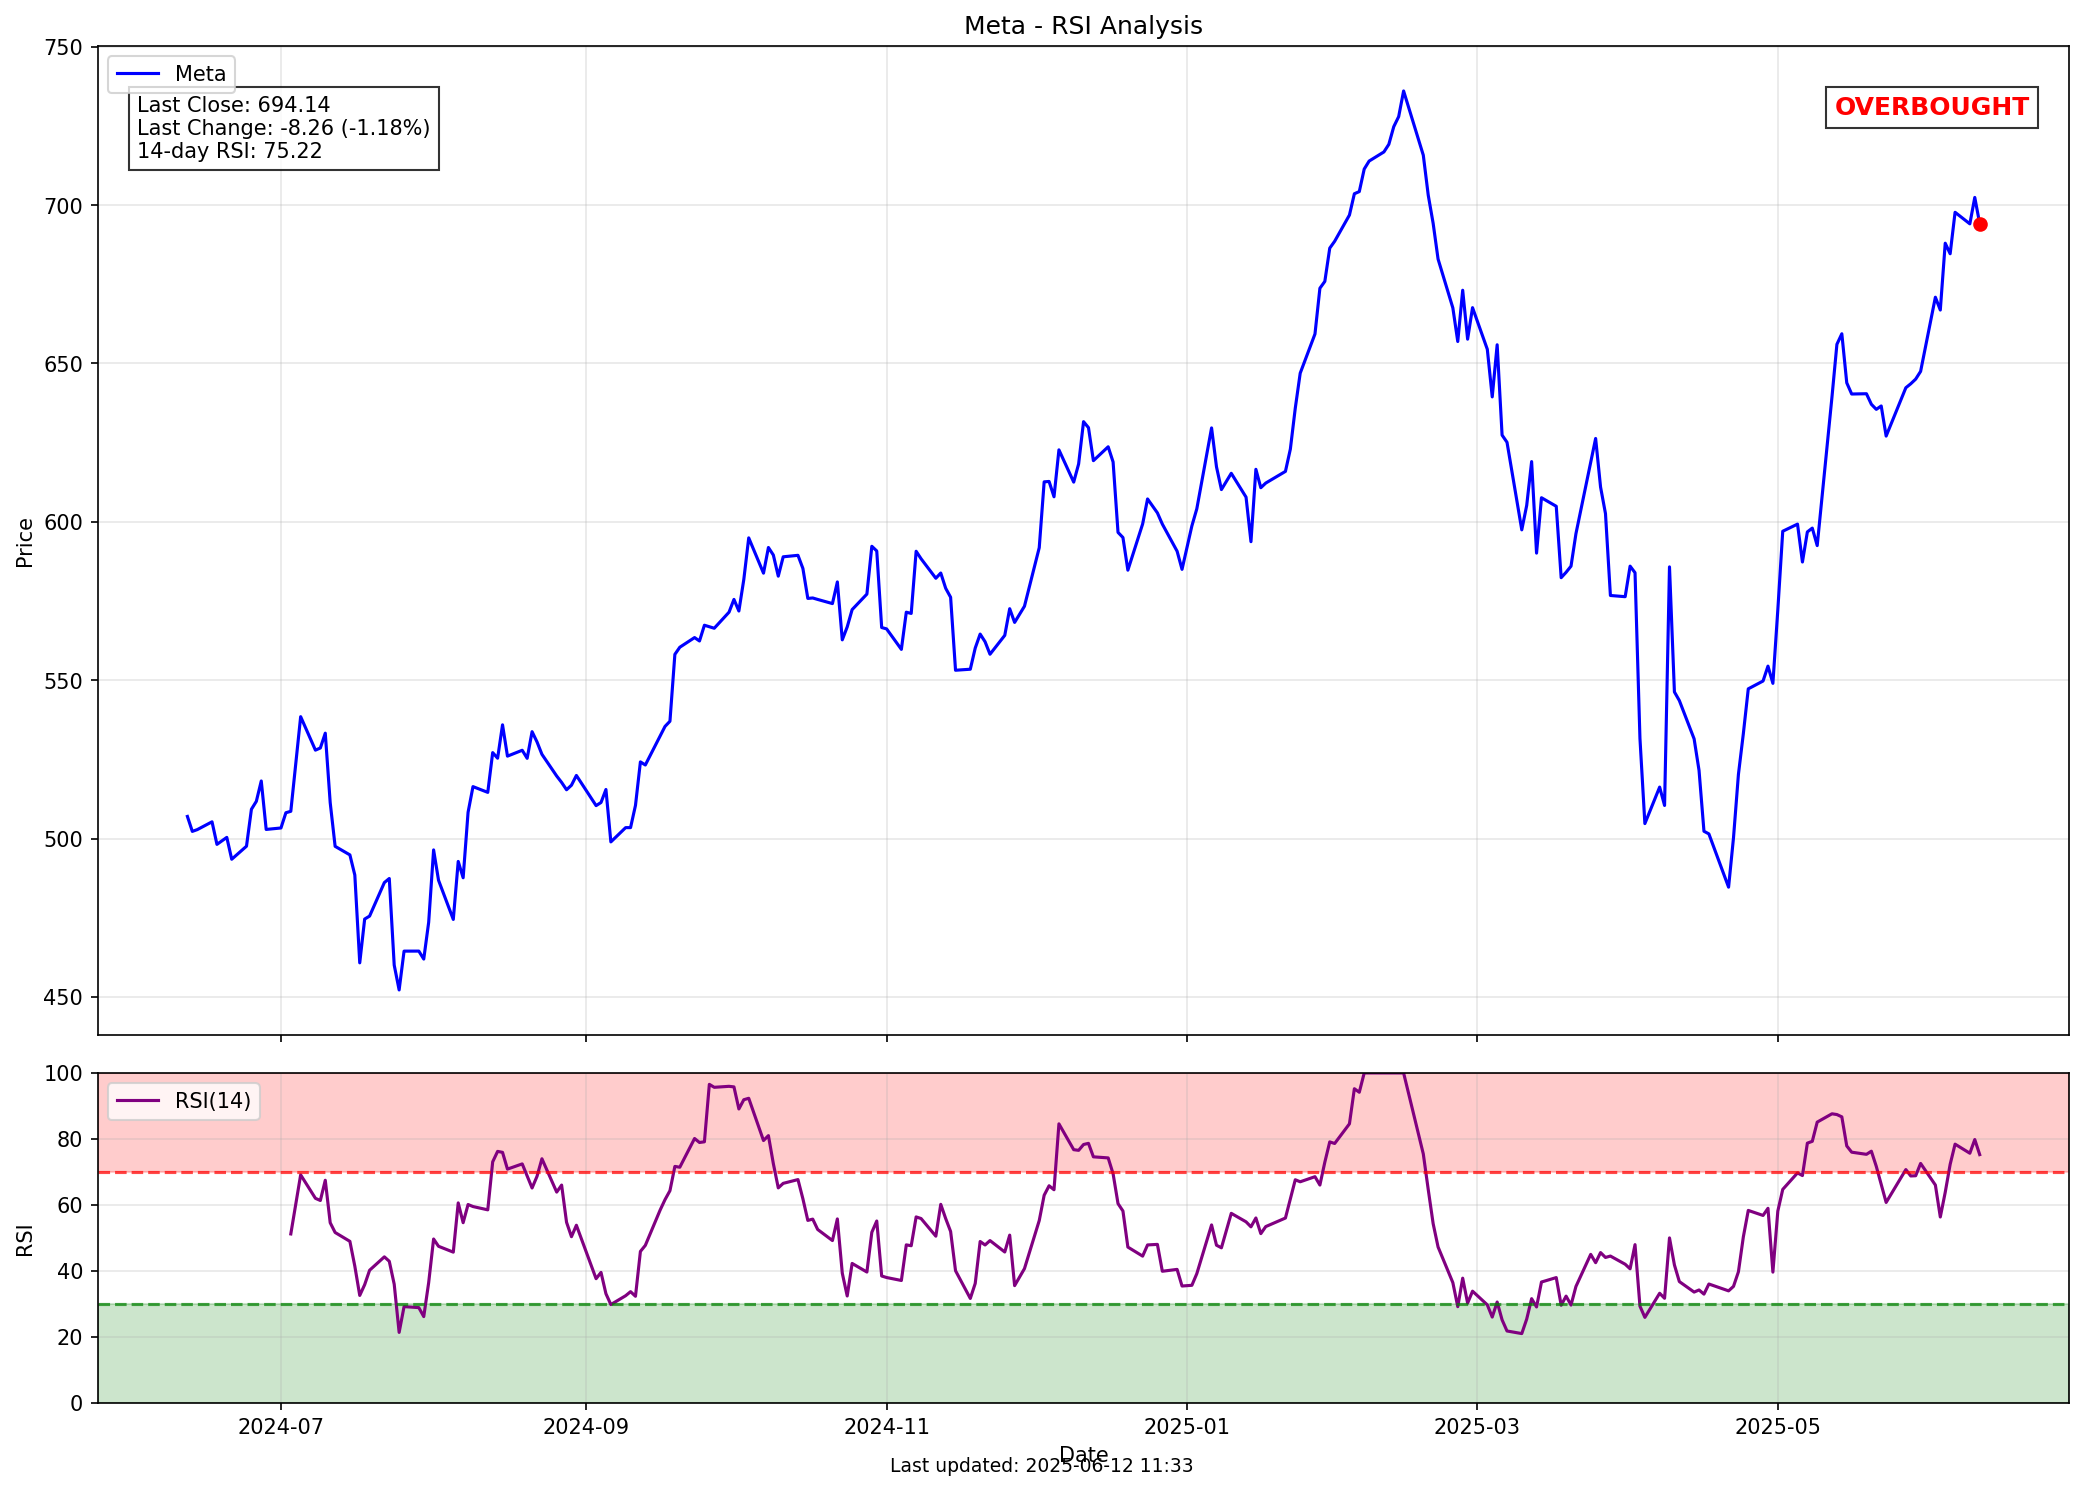 Meta - RSI Analysis
750
700
650
600
550
500
450
Price
Meta
Last Close: 694.14
Last Change: -8.26 (-1.18%)
14-day RSI: 75.22
OVERBOUGHT
100
80
60
40
20
0
RSI
RSI(14)
2024-07
2024-09
2024-11
2025-01
2025-03
2025-05
Date
Last updated: 2025-06-12 11:33